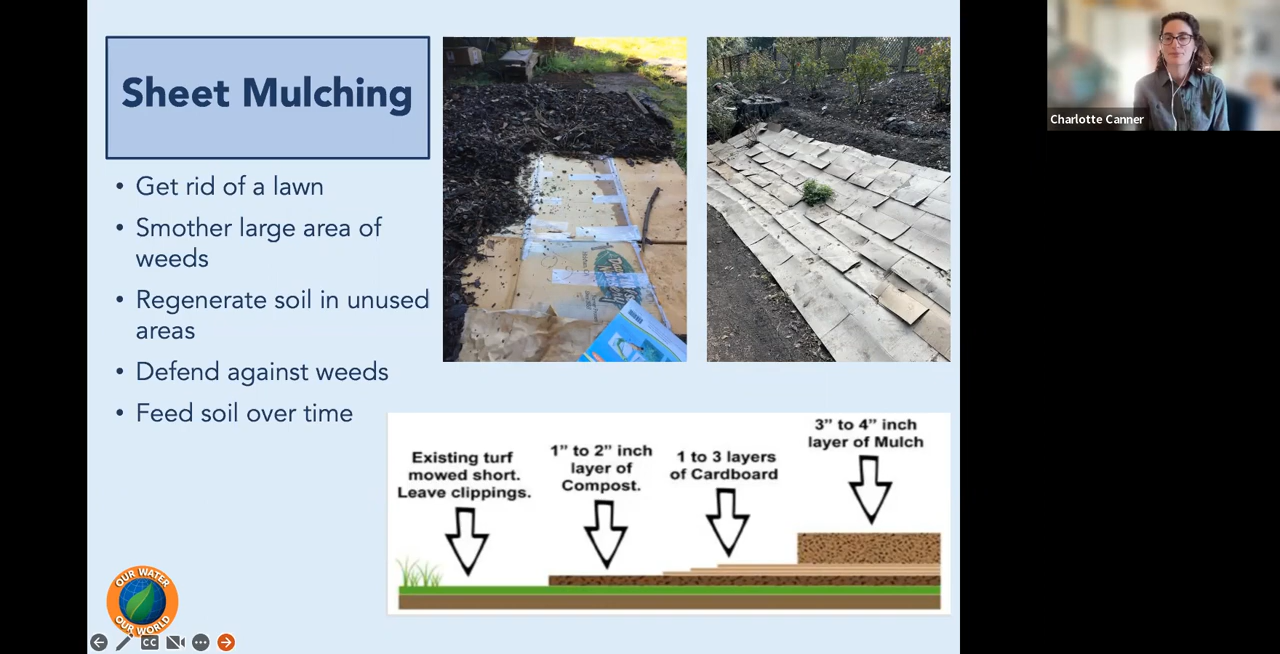 Sheet Mulching
• Get rid of a lawn
• Smother large area of
weeds
• Regenerate soil in unused
areas
• Defend against weeds
• Feed soil over time
Existing turf
mowed short.
Leave clippings.
1” to 2” inch
layer of
Compost.
1 to 3 layers
of Cardboard
3” to 4” inch
layer of Mulch
OUR WATER
OUR WORLD
CC
Charlotte Canner